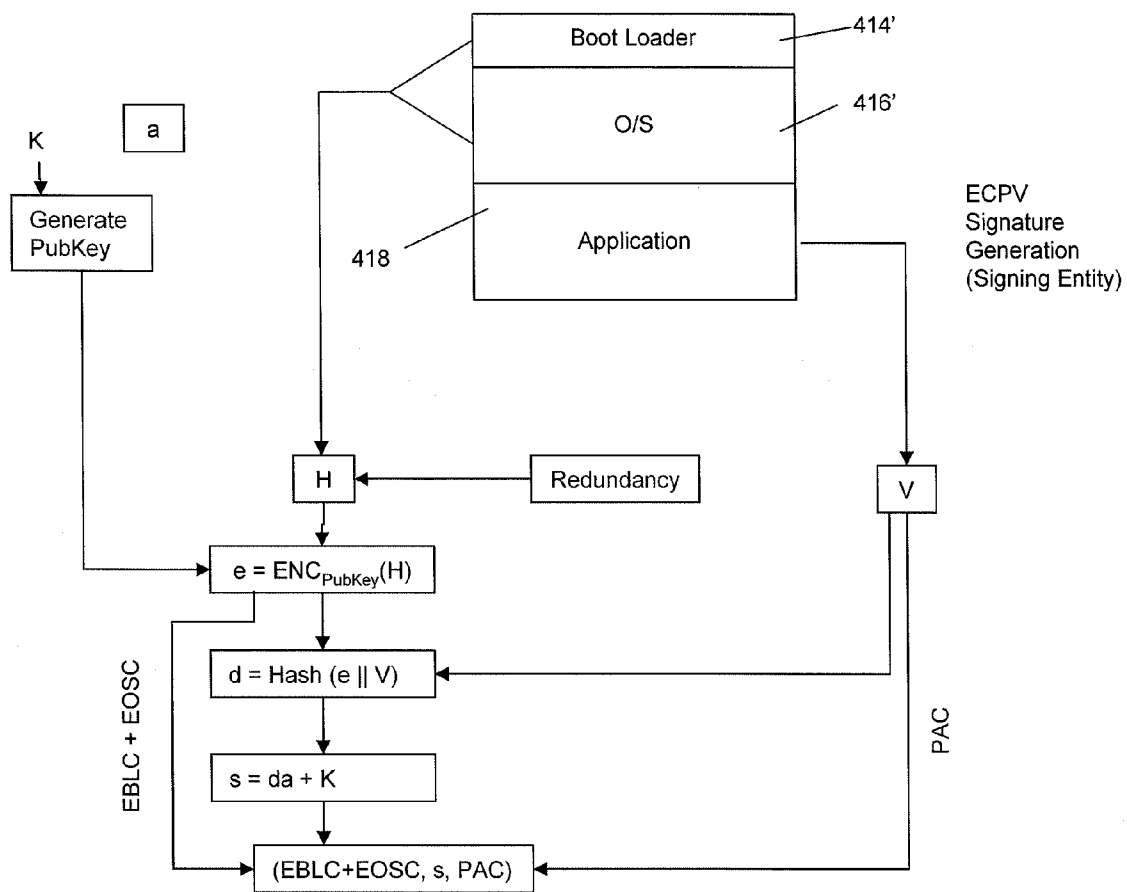 Boot Loader
414'
O/S
416'
Application
418
a
K
Generate
PubKey
ECPV
Signature
Generation
(Signing Entity)
H
Redundancy
V
e = ENCPubKey(H)
d = Hash (e || V)
s = da + K
EBLC + EOSC
PAC
(EBLC+EOSC, s, PAC)